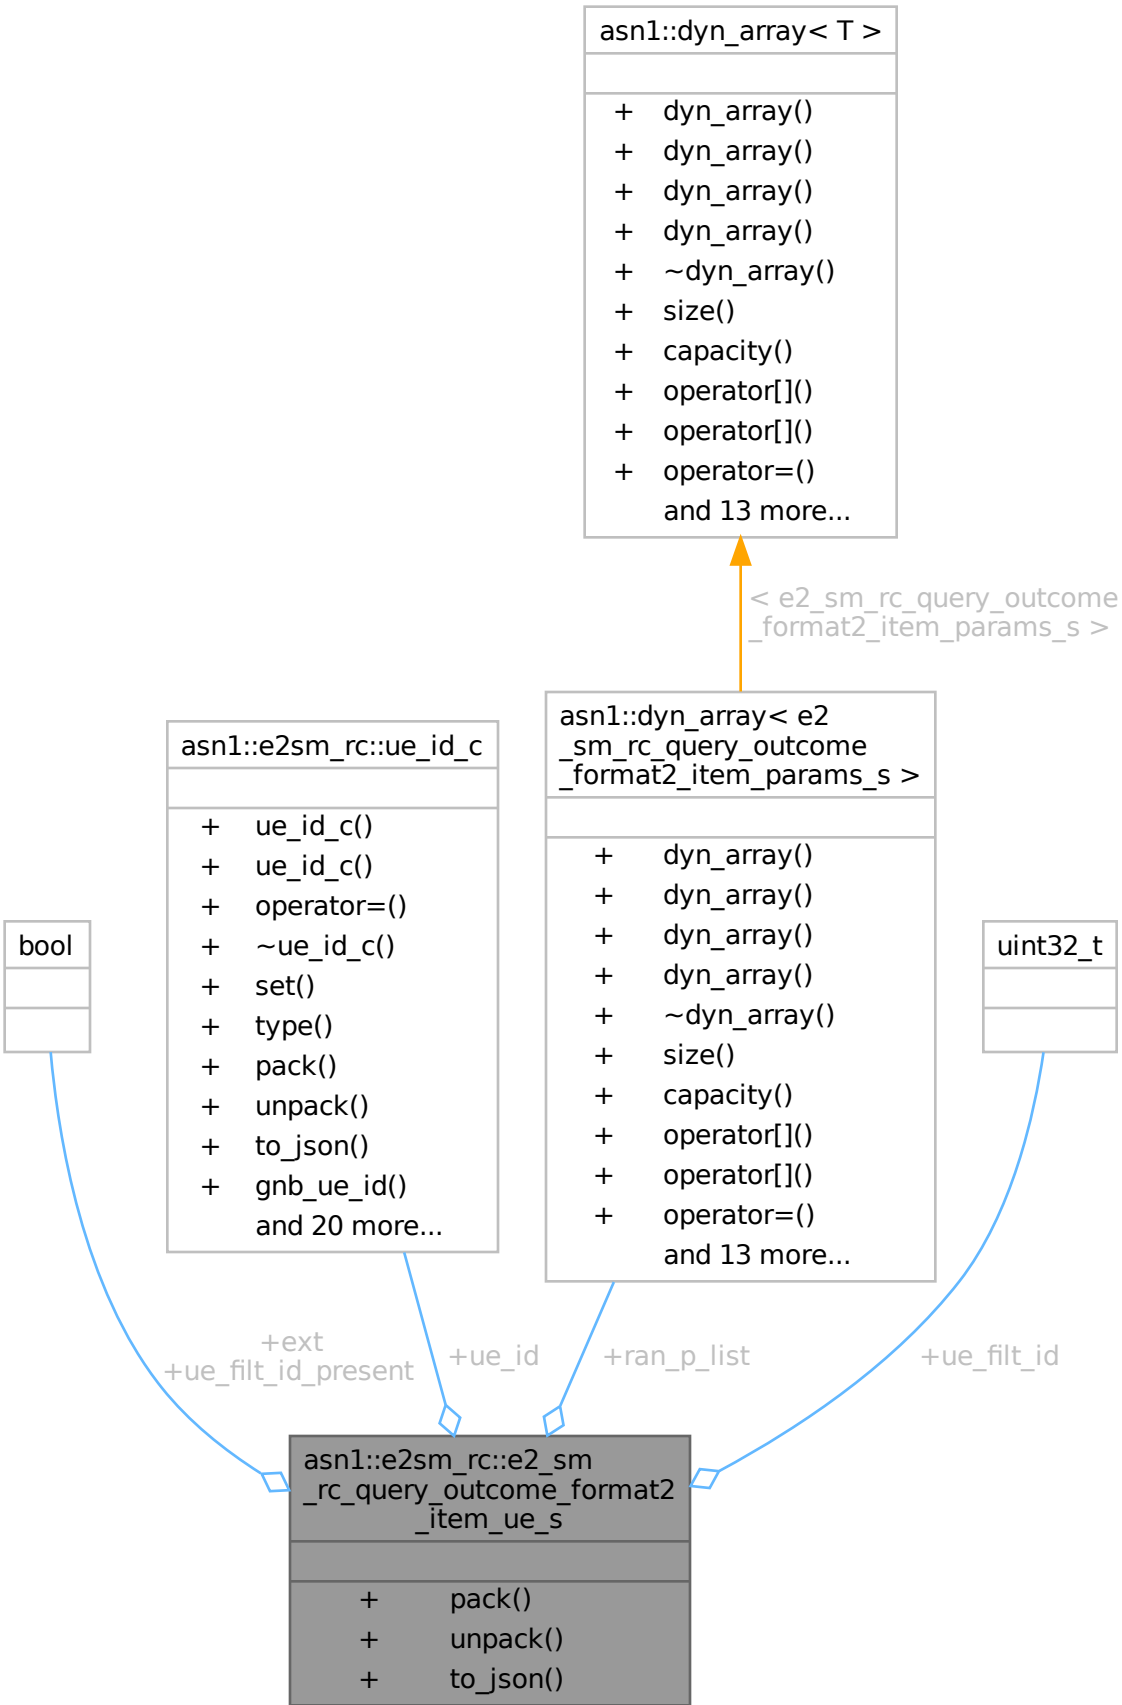 asn1::dyn_array< T >
+ dyn_array()
+ dyn_array()
+ dyn_array()
+ dyn_array()
+ ~dyn_array()
+ size()
+ capacity()
+ operator[]()
+ operator[]()
+ operator=()
and 13 more...
< e2_sm_rc_query_outcome
_format2_item_params_s >
asn1::e2sm_rc::ue_id_c
+ ue_id_c()
+ ue_id_c()
+ operator=()
+ ~ue_id_c()
+ set()
+ type()
+ pack()
+ unpack()
+ to_json()
+ gnb_ue_id()
and 20 more...
asn1::dyn_array< e2
_sm_rc_query_outcome
_format2_item_params_s >
+ dyn_array()
+ dyn_array()
+ dyn_array()
+ dyn_array()
+ ~dyn_array()
+ size()
+ capacity()
+ operator[]()
+ operator[]()
+ operator=()
and 13 more...
bool
uint32_t
+ext
+ue_filt_id_present
+ue_id
+ran_p_list
+ue_filt_id
asn1::e2sm_rc::e2_sm
_rc_query_outcome_format2
_item_ue_s
+ pack()
+ unpack()
+ to_json()